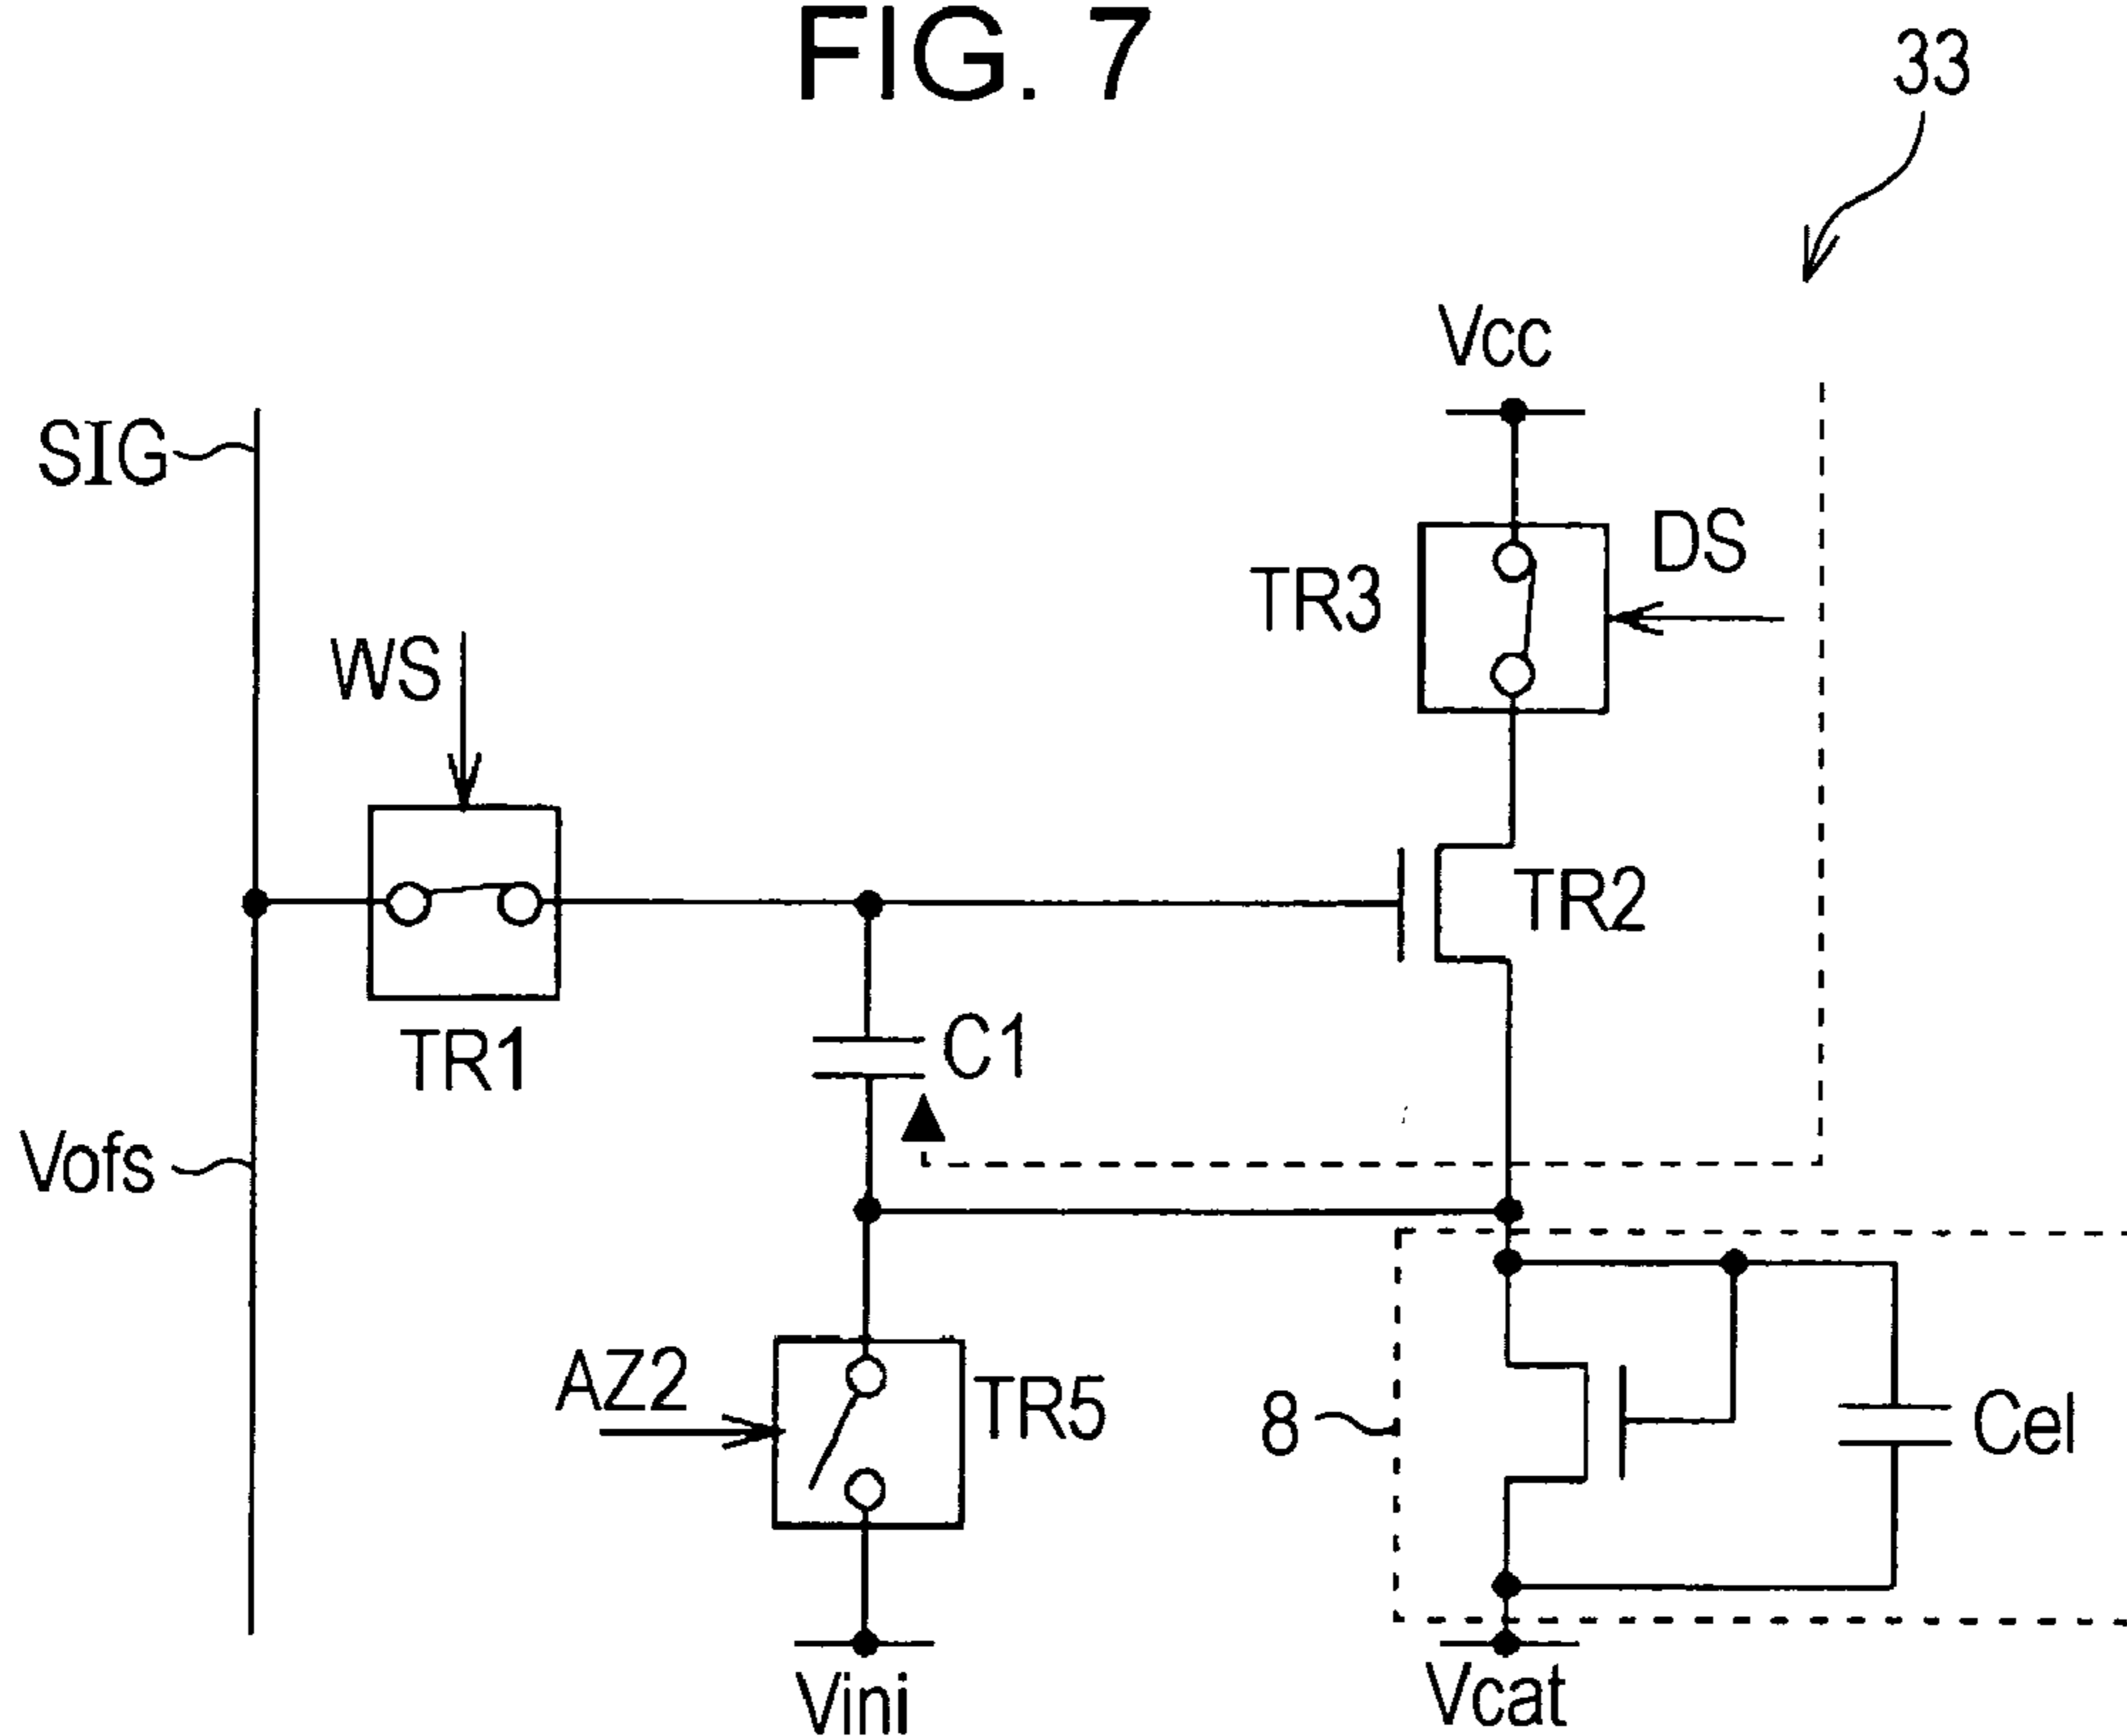 FIG. 7
33
Vcc
SIG
DS
TR3
WS
TR2
TR1
C1
Vofs
AZ2
TR5
8
Cel
Vini
Vcat